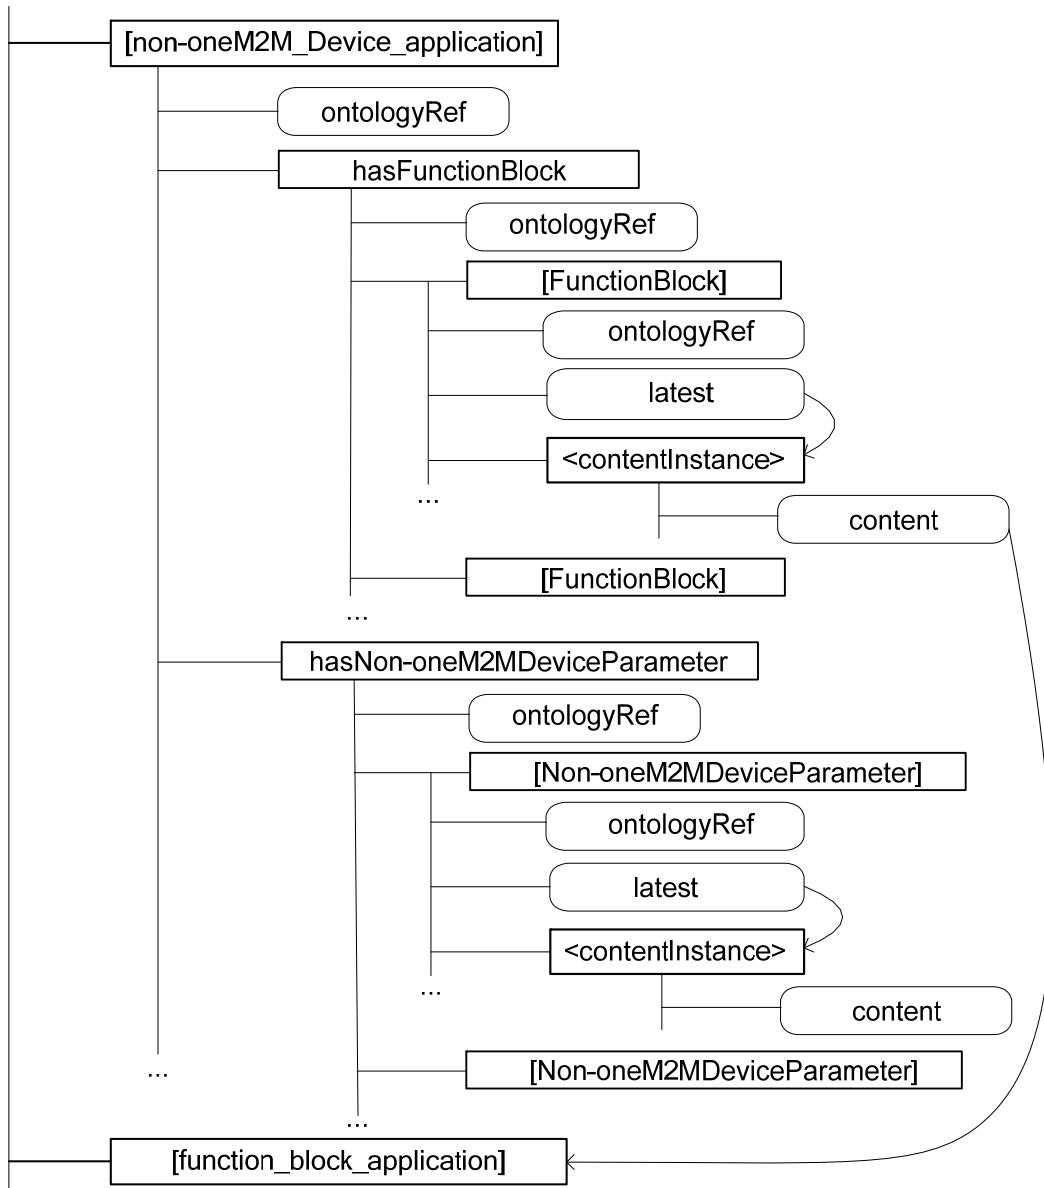 [non-oneM2M_Device_application]
ontologyRef
hasFunctionBlock
ontologyRef
[FunctionBlock]
ontologyRef
latest
<contentInstance>
...
content
[FunctionBlock]
...
hasNon-oneM2MDeviceParameter
ontologyRef
[Non-oneM2MDeviceParameter]
ontologyRef
latest
<contentInstance>
...
content
[Non-oneM2MDeviceParameter]
...
...
[function_block_application]